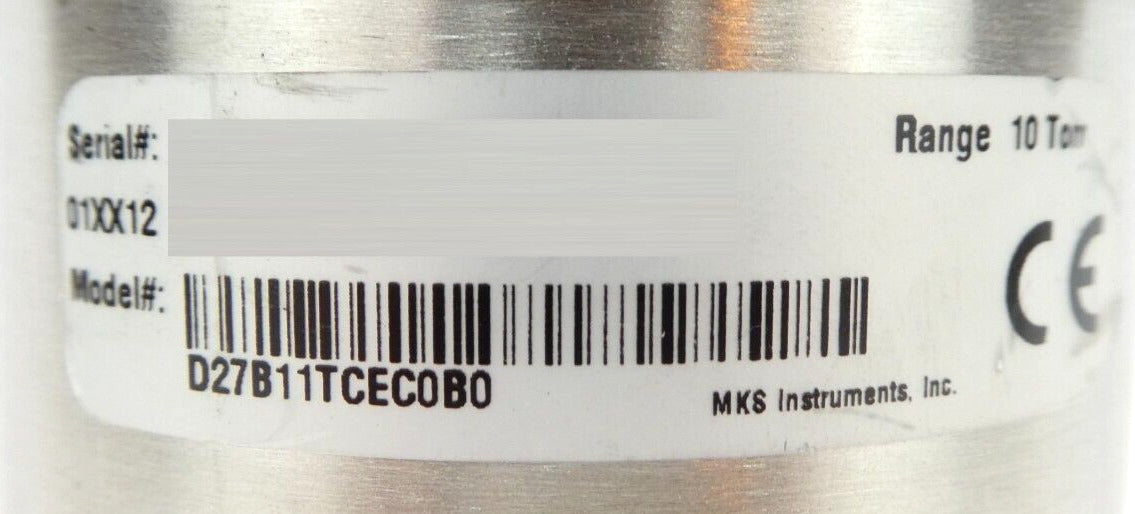 Serial#:
Range 10 Torr
01XX12
Model#:
D27B11TCEC0B0
MKS Instruments, Inc.
CE